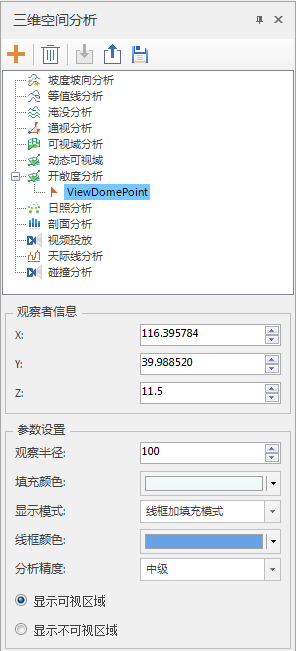 三维空间分析
坡度坡向分析
等值线分析
淹没分析
通视分析
可视域分析
动态可视域
开敞度分析
ViewDomePoint
日照分析
剖面分析
视频投放
天际线分析
碰撞分析
观察者信息
X: 116.395784
Y: 39.988520
Z: 11.5
参数设置
观察半径: 100
填充颜色:
显示模式: 线框加填充模式
线框颜色:
分析精度: 中级
显示可视区域
显示不可视区域